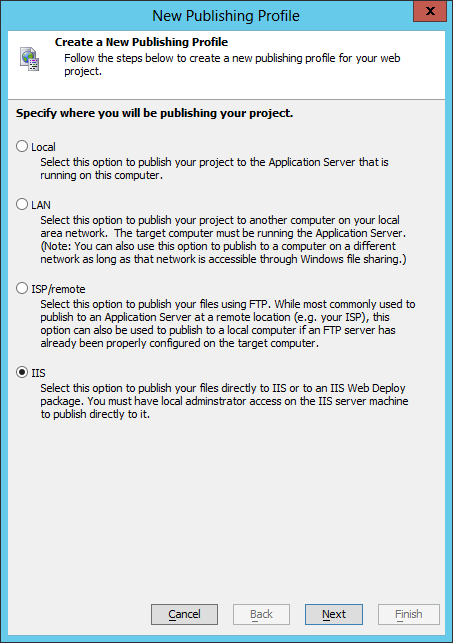 New Publishing Profile
x
Create a New Publishing Profile
Follow the steps below to create a new publishing profile for your web
project.
Specify where you will be publishing your project.
Local
Select this option to publish your project to the Application Server that is
running on this computer.
LAN
Select this option to publish your project to another computer on your local
area network.  The target computer must be running the Application Server.
(Note: You can also use this option to publish to a computer on a different
network as long as that network is accessible through Windows file sharing.)
ISP/remote
Select this option to publish your files using FTP. While most commonly used to
publish to an Application Server at a remote location (e.g. your ISP), this
option can also be used to publish to a local computer if an FTP server has
already been properly configured on the target computer.
IIS
Select this option to publish your files directly to IIS or to an IIS Web Deploy
package. You must have local adminstrator access on the IIS server machine
to publish directly to it.
Cancel
Back
Next
Finish